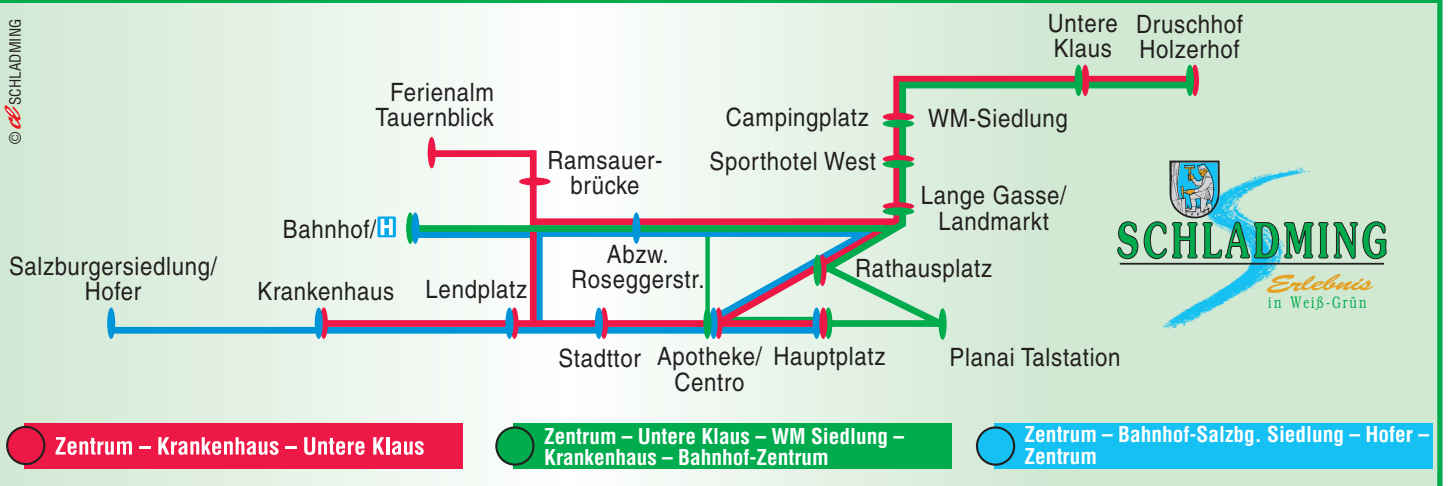 © SCHLADMING
Untere
Klaus
Druschhof
Holzerhof
Ferienalm
Tauernblick
Campingplatz
WM-Siedlung
Ramsauer-
brücke
Sporthotel West
Lange Gasse/
Landmarkt
Bahnhof/H
Abzw.
Roseggerstr.
Rathausplatz
Salzburgersiedlung/
Hofer
Krankenhaus
Lendplatz
Stadttor
Apotheke/
Centro
Hauptplatz
Planai Talstation
SCHLADMING
Erlebnis
in Weiß-Grün
Zentrum – Krankenhaus – Untere Klaus
Zentrum – Untere Klaus – WM Siedlung –
Krankenhaus – Bahnhof-Zentrum
Zentrum – Bahnhof-Salzbg. Siedlung – Hofer –
Zentrum